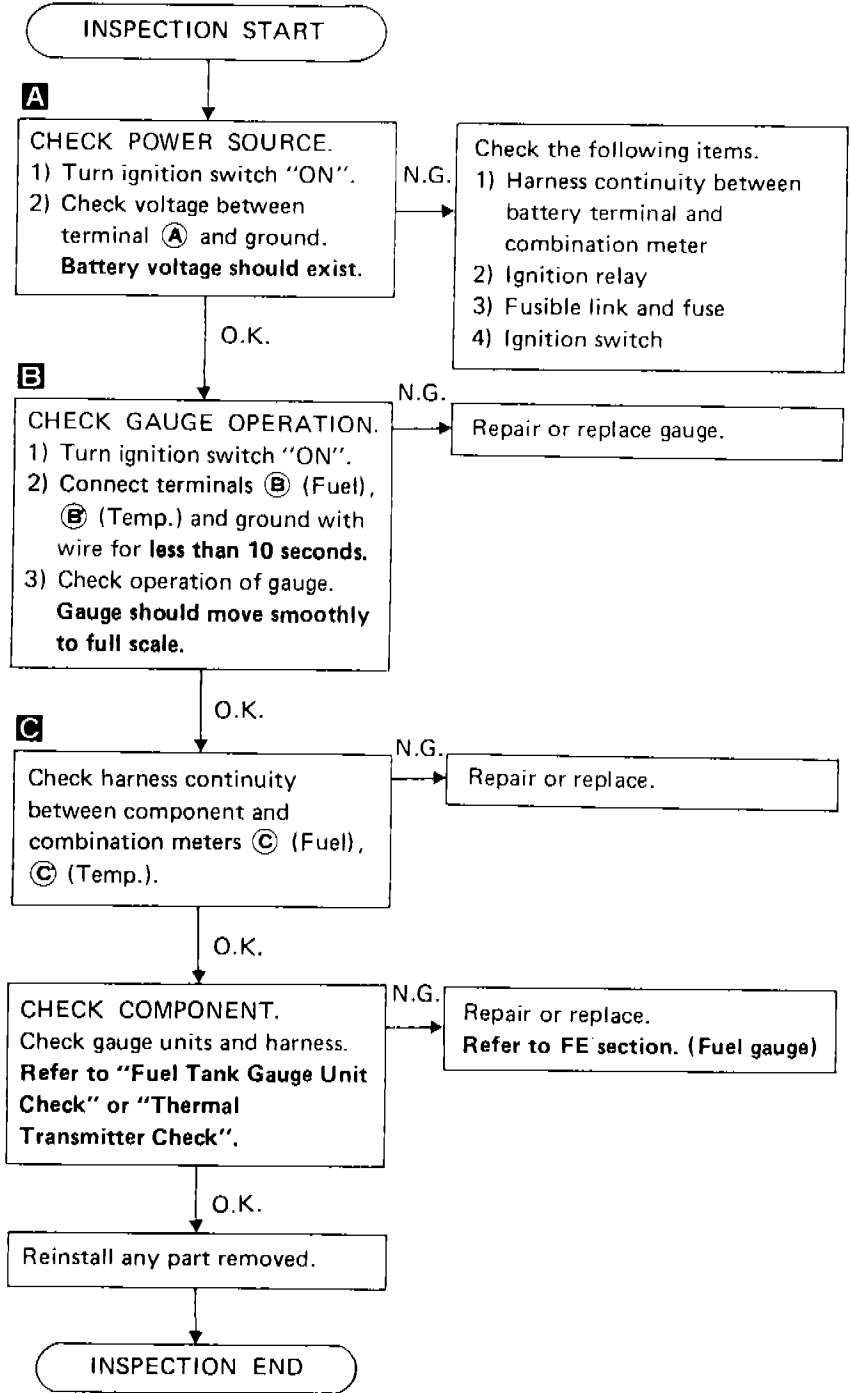 INSPECTION START
A
CHECK POWER SOURCE.
1) Turn ignition switch "ON".
2) Check voltage between
terminal Ⓐ and ground.
Battery voltage should exist.
N.G.
Check the following items.
1) Harness continuity between
battery terminal and
combination meter
2) Ignition relay
3) Fusible link and fuse
4) Ignition switch
O.K.
B
CHECK GAUGE OPERATION.
1) Turn ignition switch "ON".
2) Connect terminals Ⓑ (Fuel),
Ⓑ' (Temp.) and ground with
wire for less than 10 seconds.
3) Check operation of gauge.
Gauge should move smoothly
to full scale.
N.G.
Repair or replace gauge.
O.K.
C
Check harness continuity
between component and
combination meters Ⓒ (Fuel),
Ⓒ' (Temp.).
N.G.
Repair or replace.
O.K.
CHECK COMPONENT.
Check gauge units and harness.
Refer to "Fuel Tank Gauge Unit
Check" or "Thermal
Transmitter Check".
N.G.
Repair or replace.
Refer to FE section. (Fuel gauge)
O.K.
Reinstall any part removed.
INSPECTION END